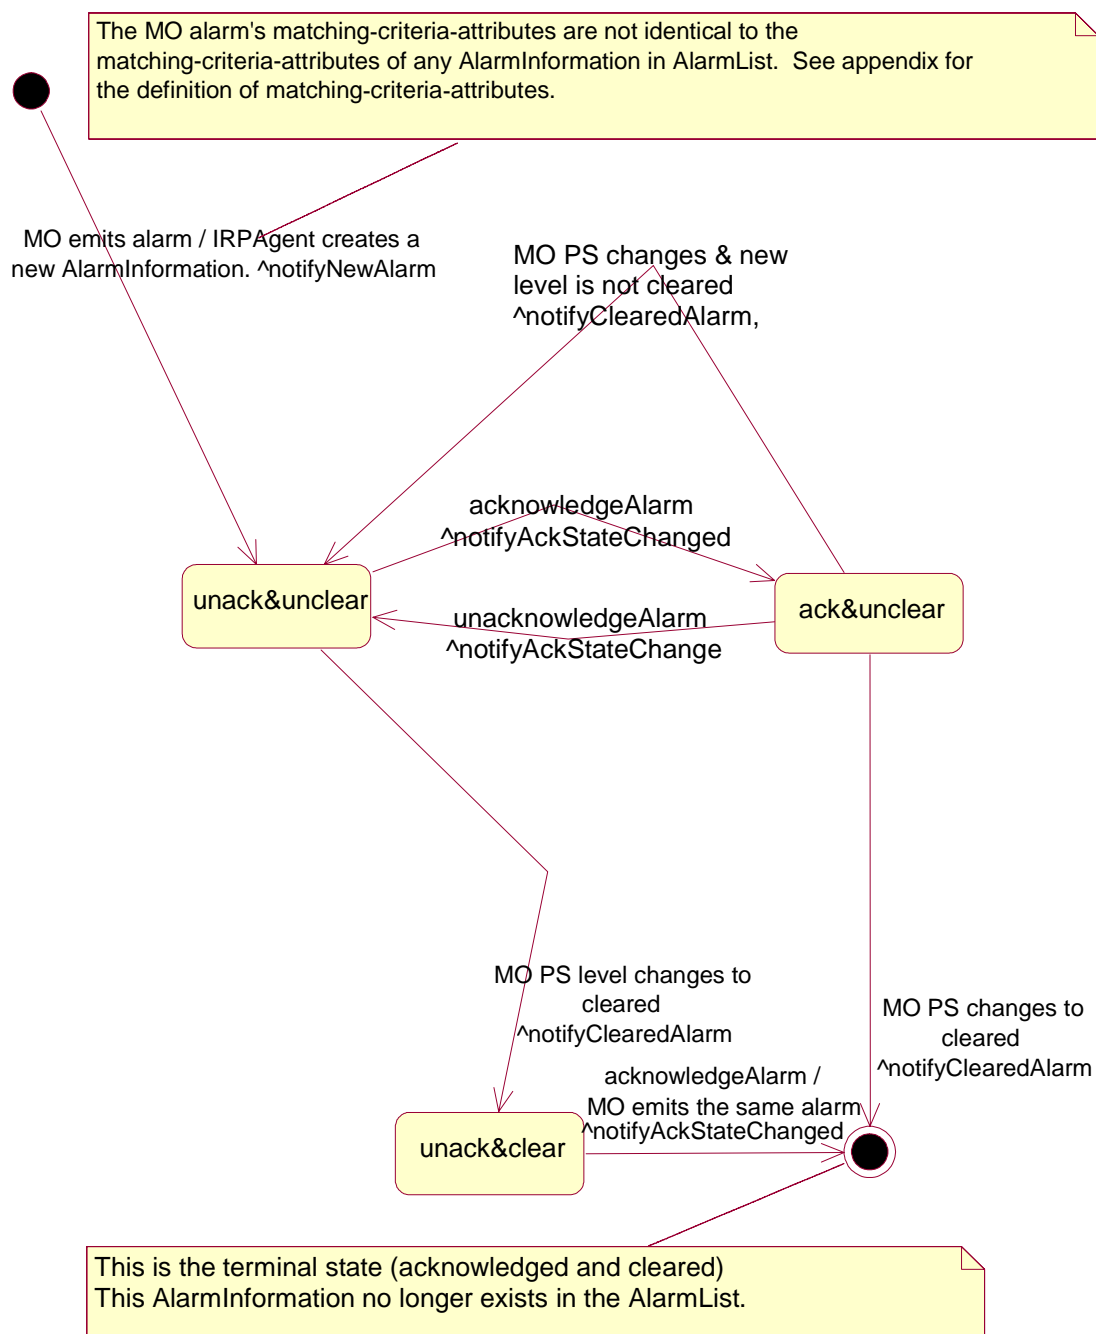 The MO alarm's matching-criteria-attributes are not identical to the
matching-criteria-attributes of any AlarmInformation in AlarmList.  See appendix for
the definition of matching-criteria-attributes.
MO emits alarm / IRPAgent creates a
new AlarmInformation. ^notifyNewAlarm
MO PS changes & new
level is not cleared
^notifyClearedAlarm,
acknowledgeAlarm
^notifyAckStateChanged
unack&unclear
ack&unclear
unacknowledgeAlarm
^notifyAckStateChange
MO PS level changes to
cleared
^notifyClearedAlarm
MO PS changes to
cleared
^notifyClearedAlarm
acknowledgeAlarm /
MO emits the same alarm
^notifyAckStateChanged
unack&clear
This is the terminal state (acknowledged and cleared)
This AlarmInformation no longer exists in the AlarmList.